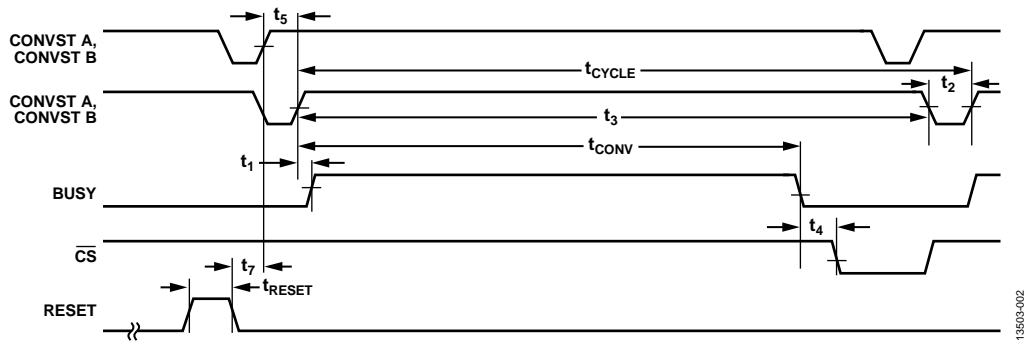 t5
CONVST A,
CONVST B
tCYCLE
t2
CONVST A,
CONVST B
t3
tCONV
t1
BUSY
t4
CS
t7
tRESET
RESET
13503-002